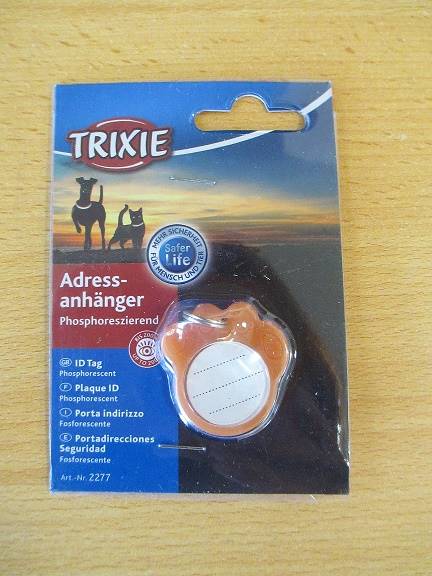 TRIXIE
MEHR SICHERHEIT
Safer
Life
FÜR MENSCH UND TIER
Adress-
anhänger
Phosphoreszierend
GB ID Tag
Phosphorescent
F Plaque ID
Phosphorescent
I Porta indirizzo
Fosforescente
E Portadirecciones
Seguridad
Fosforescente
Art.-Nr. 2277